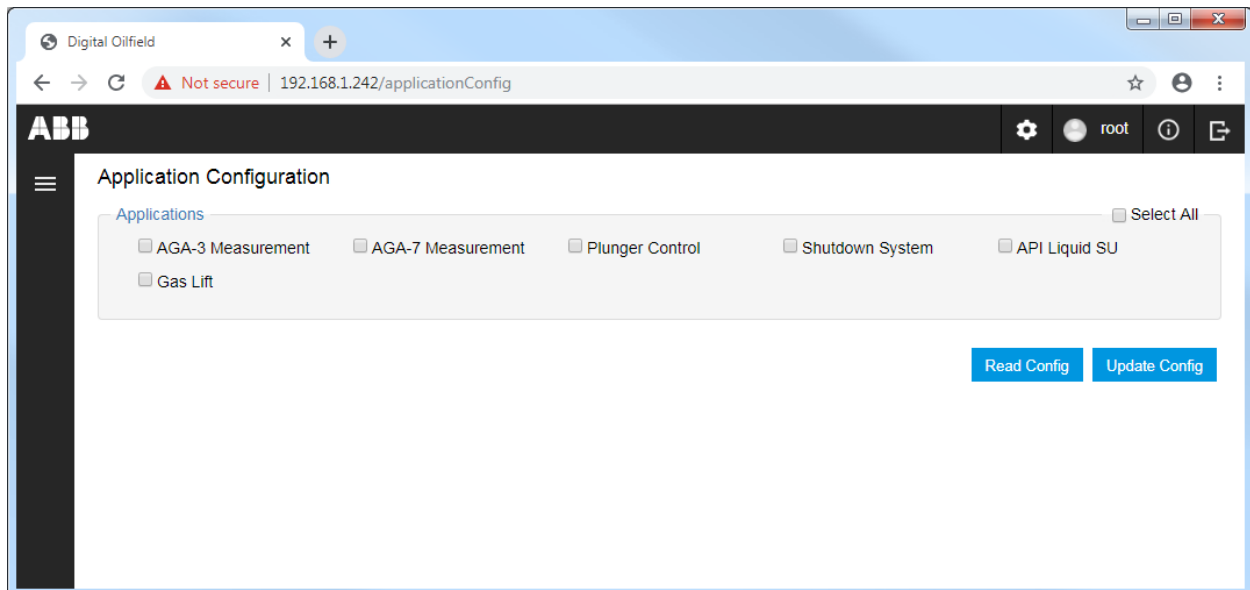 Digital Oilfield
Not secure | 192.168.1.242/applicationConfig
ABB
root
Application Configuration
Applications
Select All
AGA-3 Measurement AGA-7 Measurement Plunger Control Shutdown System API Liquid SU
Gas Lift
Read Config Update Config